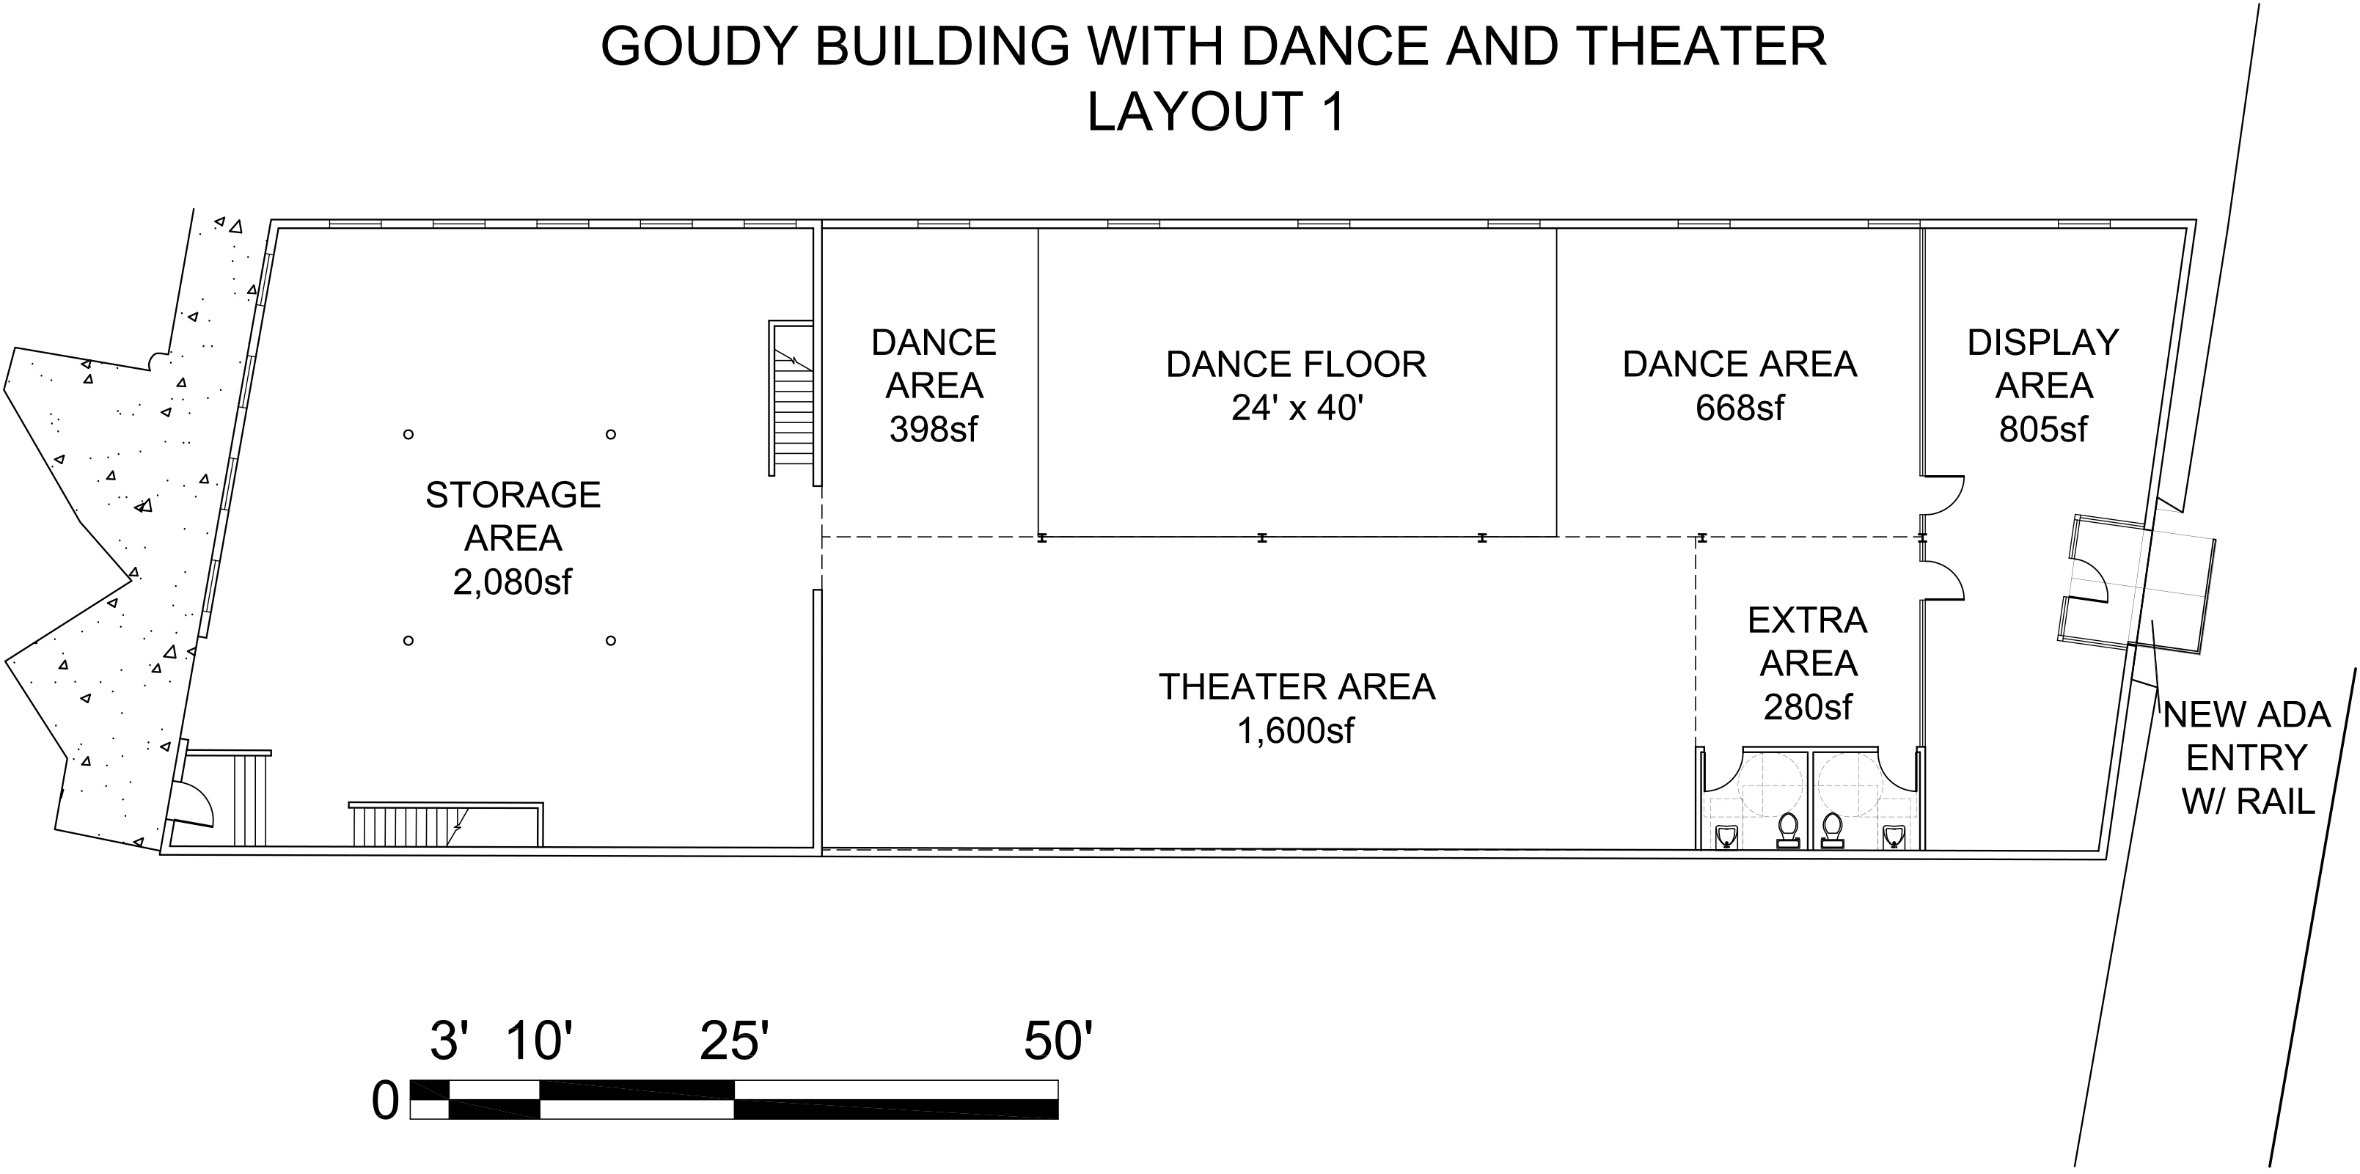 GOUDY BUILDING WITH DANCE AND THEATER
LAYOUT 1
DANCE
AREA
398sf
DANCE FLOOR
24' x 40'
DANCE AREA
668sf
DISPLAY
AREA
805sf
STORAGE
AREA
2,080sf
THEATER AREA
1,600sf
EXTRA
AREA
280sf
NEW ADA
ENTRY
W/ RAIL
3' 10' 25' 50'
0